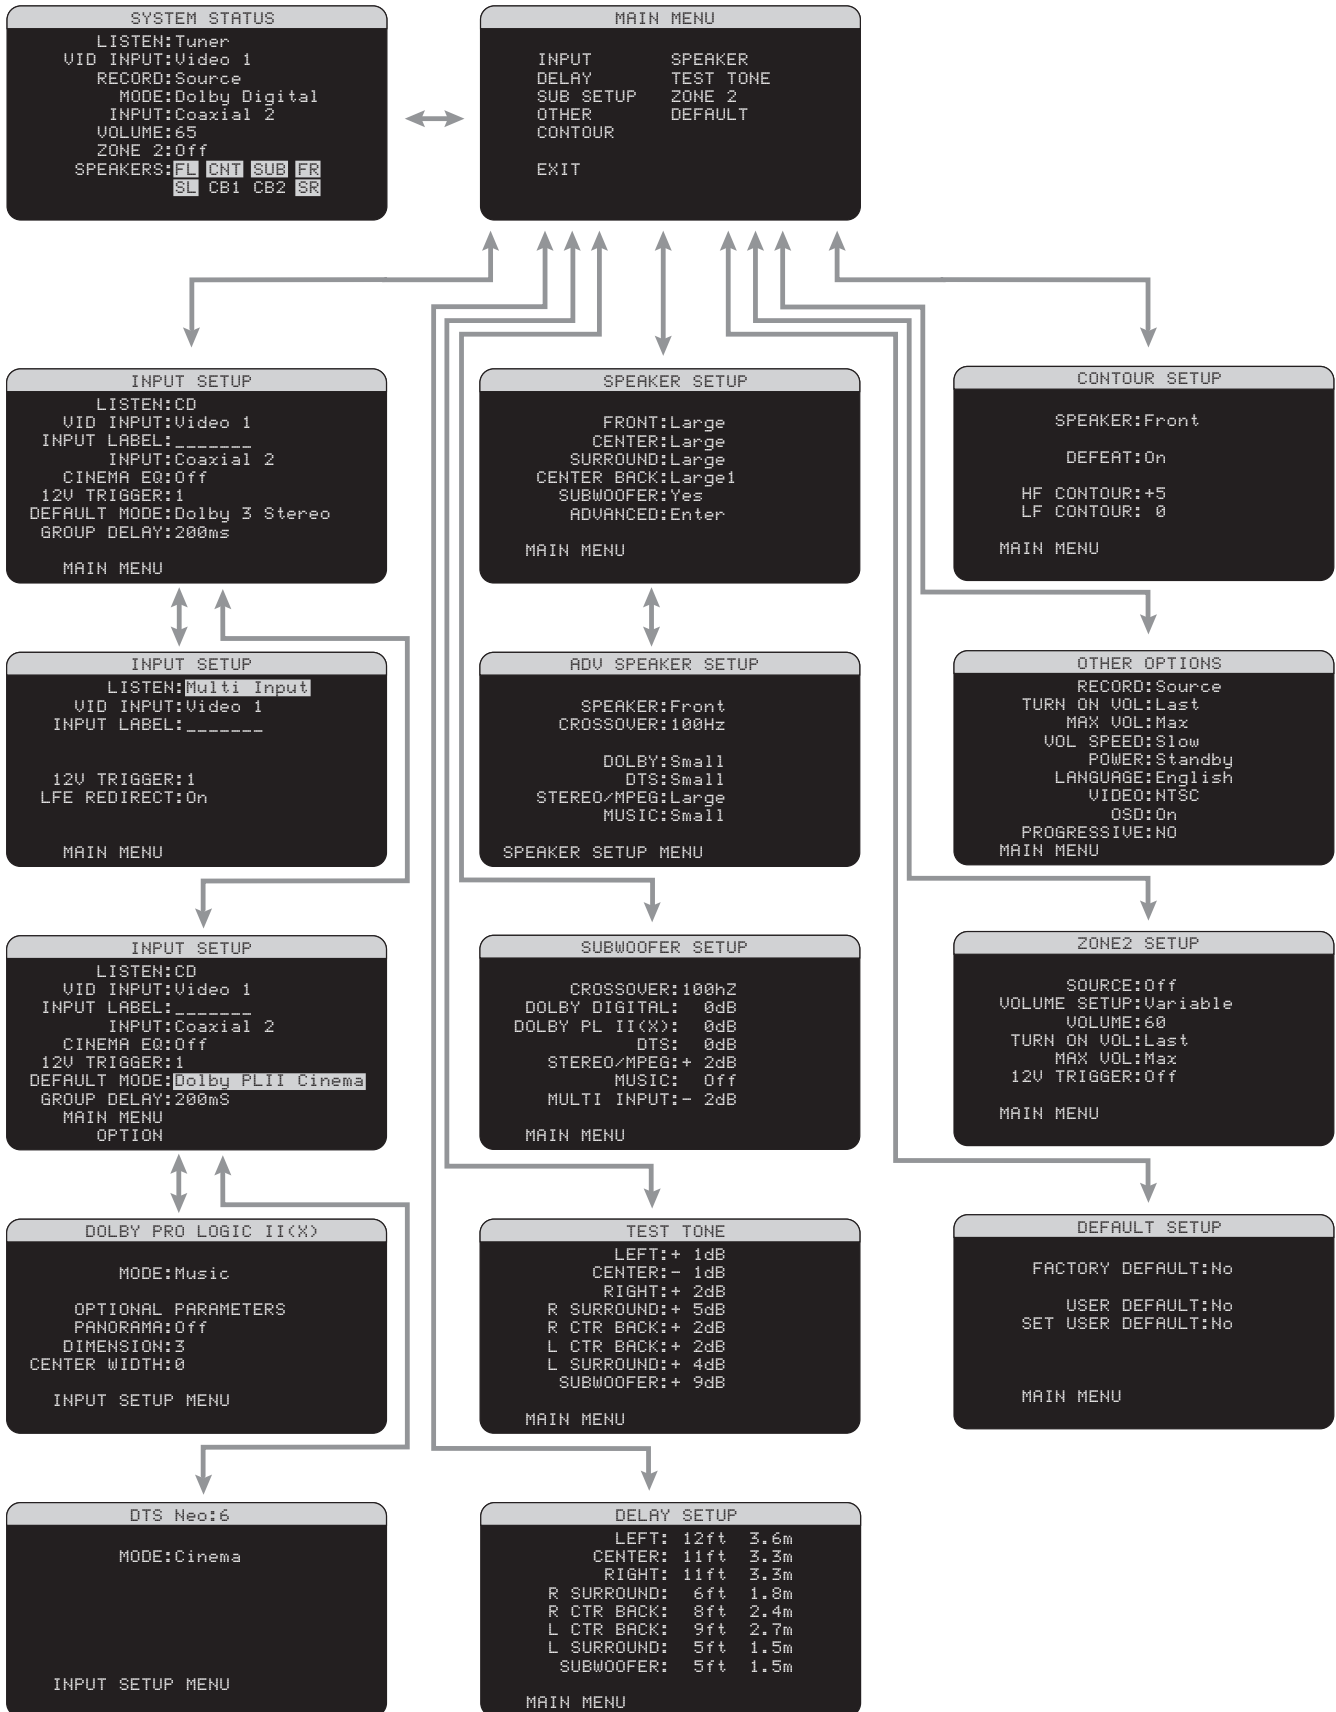 SYSTEM STATUS
LISTEN:Tuner
VID INPUT:Video 1
RECORD:Source
MODE:Dolby Digital
INPUT:Coaxial 2
VOLUME:65
ZONE 2:Off
SPEAKERS:FL CNT SUB FR
SL CB1 CB2 SR
MAIN MENU
INPUT SPEAKER
DELAY TEST TONE
SUB SETUP ZONE 2
OTHER DEFAULT
CONTOUR
EXIT
INPUT SETUP
LISTEN:CD
VID INPUT:Video 1
INPUT LABEL:_______
INPUT:Coaxial 2
CINEMA EQ:Off
12V TRIGGER:1
DEFAULT MODE:Dolby 3 Stereo
GROUP DELAY:200ms
MAIN MENU
SPEAKER SETUP
FRONT:Large
CENTER:Large
SURROUND:Large
CENTER BACK:Large1
SUBWOOFER:Yes
ADVANCED:Enter
MAIN MENU
CONTOUR SETUP
SPEAKER:Front
DEFEAT:On
HF CONTOUR:+5
LF CONTOUR: 0
MAIN MENU
INPUT SETUP
LISTEN:Multi Input
VID INPUT:Video 1
INPUT LABEL:_______
12V TRIGGER:1
LFE REDIRECT:On
MAIN MENU
ADV SPEAKER SETUP
SPEAKER:Front
CROSSOVER:100Hz
DOLBY:Small
DTS:Small
STEREO/MPEG:Large
MUSIC:Small
SPEAKER SETUP MENU
OTHER OPTIONS
RECORD:Source
TURN ON VOL:Last
MAX VOL:Max
VOL SPEED:Slow
POWER:Standby
LANGUAGE:English
VIDEO:NTSC
OSD:On
PROGRESSIVE:NO
MAIN MENU
INPUT SETUP
LISTEN:CD
VID INPUT:Video 1
INPUT LABEL:_______
INPUT:Coaxial 2
CINEMA EQ:Off
12V TRIGGER:1
DEFAULT MODE:Dolby PLII Cinema
GROUP DELAY:200mS
MAIN MENU
OPTION
SUBWOOFER SETUP
CROSSOVER:100hZ
DOLBY DIGITAL: 0dB
DOLBY PL II(X): 0dB
DTS: 0dB
STEREO/MPEG:+ 2dB
MUSIC: Off
MULTI INPUT:- 2dB
MAIN MENU
ZONE2 SETUP
SOURCE:Off
VOLUME SETUP:Variable
VOLUME:60
TURN ON VOL:Last
MAX VOL:Max
12V TRIGGER:Off
MAIN MENU
DOLBY PRO LOGIC II(X)
MODE:Music
OPTIONAL PARAMETERS
PANORAMA:Off
DIMENSION:3
CENTER WIDTH:0
INPUT SETUP MENU
TEST TONE
LEFT:+ 1dB
CENTER:- 1dB
RIGHT:+ 2dB
R SURROUND:+ 5dB
R CTR BACK:+ 2dB
L CTR BACK:+ 2dB
L SURROUND:+ 4dB
SUBWOOFER:+ 9dB
MAIN MENU
DEFAULT SETUP
FACTORY DEFAULT:No
USER DEFAULT:No
SET USER DEFAULT:No
MAIN MENU
DTS Neo:6
MODE:Cinema
INPUT SETUP MENU
DELAY SETUP
LEFT: 12ft 3.6m
CENTER: 11ft 3.3m
RIGHT: 11ft 3.3m
R SURROUND: 6ft 1.8m
R CTR BACK: 8ft 2.4m
L CTR BACK: 9ft 2.7m
L SURROUND: 5ft 1.5m
SUBWOOFER: 5ft 1.5m
MAIN MENU